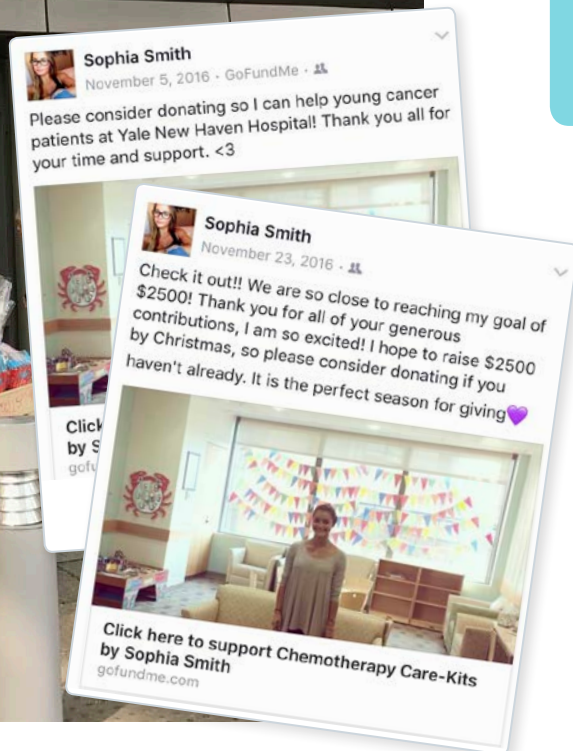 Sophia Smith
November 5, 2016 · GoFundMe ·
Please consider donating so I can help young cancer
patients at Yale New Haven Hospital! Thank you all for
your time and support. <3
Click
by S
gofu
Sophia Smith
November 23, 2016 ·
Check it out!! We are so close to reaching my goal of
$2500! Thank you for all of your generous
contributions, I am so excited! I hope to raise $2500
by Christmas, so please consider donating if you
haven't already. It is the perfect season for giving💜
Click here to support Chemotherapy Care-Kits
by Sophia Smith
gofundme.com